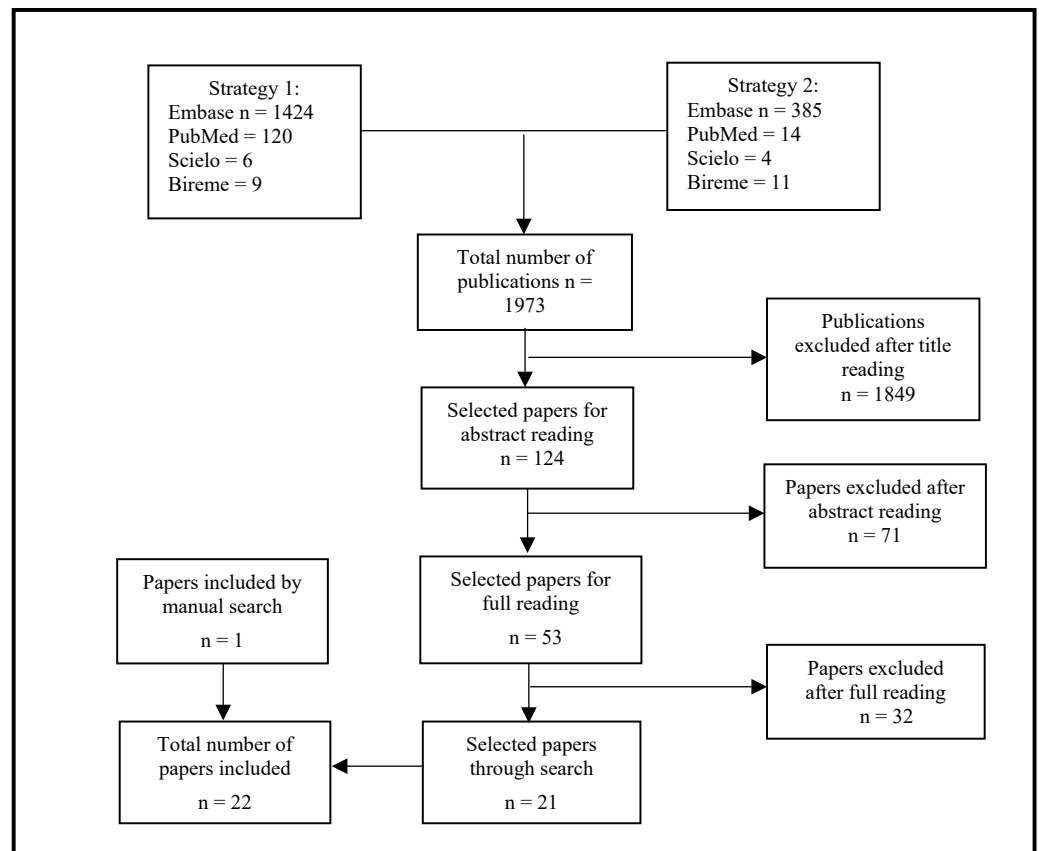 Strategy 1:
Embase n = 1424
PubMed = 120
Scielo = 6
Bireme = 9
Strategy 2:
Embase n = 385
PubMed = 14
Scielo = 4
Bireme = 11
Total number of
publications n =
1973
Publications
excluded after title
reading
n = 1849
Selected papers for
abstract reading
n = 124
Papers excluded after
abstract reading
n = 71
Papers included by
manual search
n = 1
Selected papers for
full reading
n = 53
Papers excluded
after full reading
n = 32
Total number of
papers included
n = 22
Selected papers
through search
n = 21